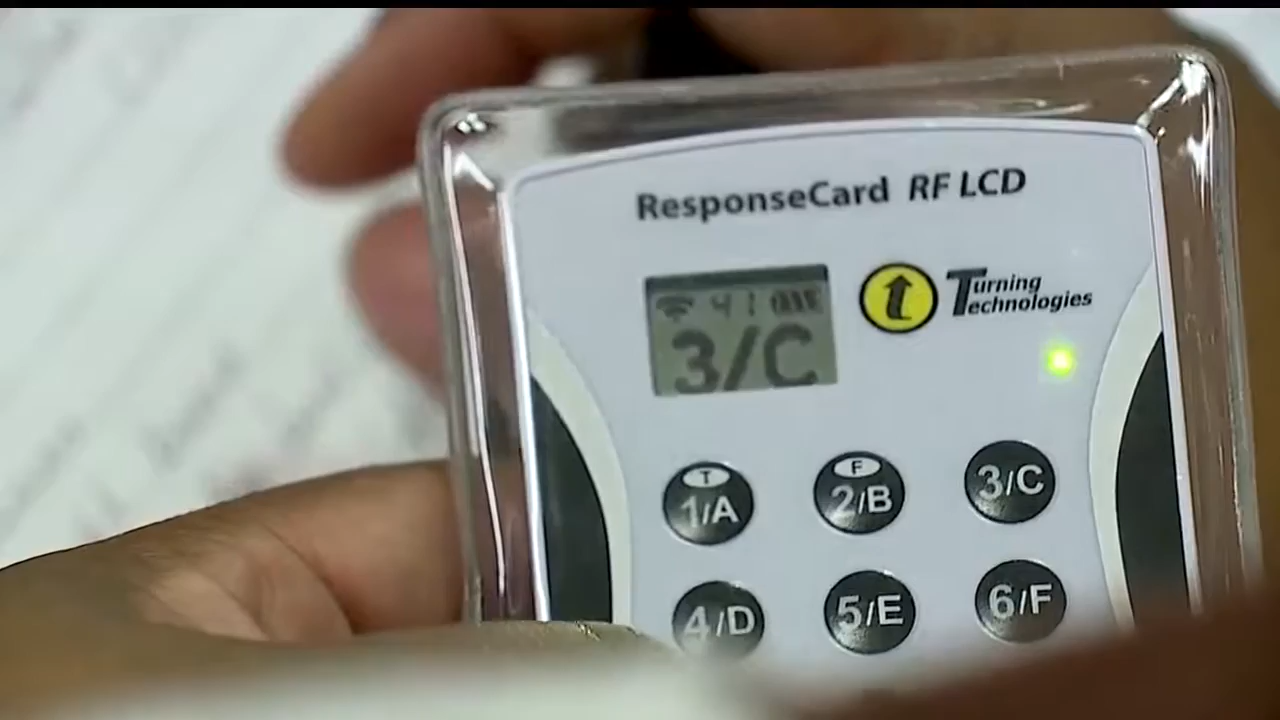 ResponseCard RF LCD
41
3/C
Turning
Technologies
T
1/A
F
2/B
3/C
4/D
5/E
6/F